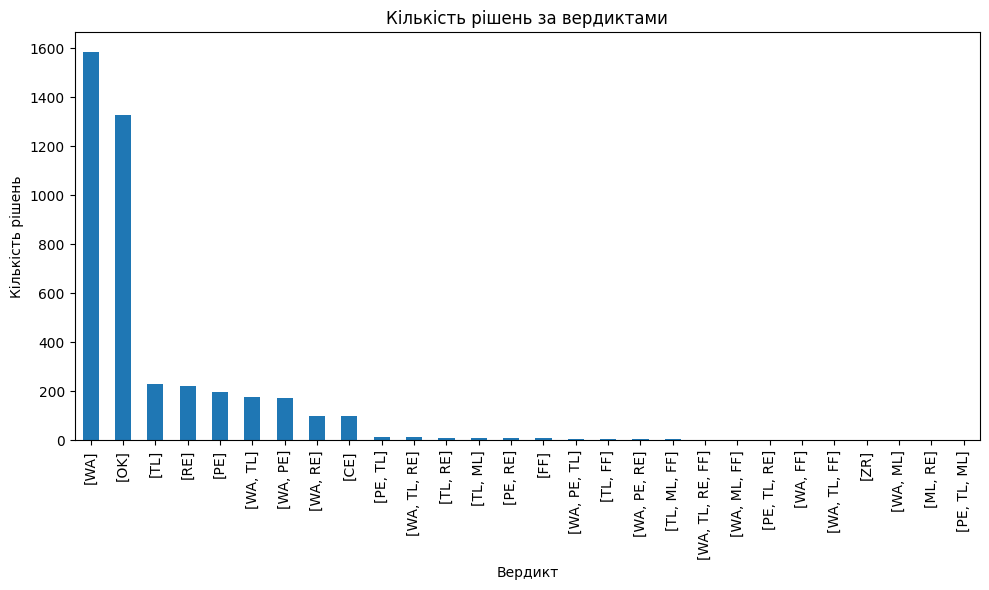 Кількість рішень за вердиктами
Кількість рішень
1600
1400
1200
1000
800
600
400
200
0
[WA]
[OK]
[TL]
[RE]
[PE]
[WA, TL]
[WA, PE]
[WA, RE]
[CE]
[PE, TL]
[WA, TL, RE]
[TL, RE]
[TL, ML]
[PE, RE]
[FF]
[WA, PE, TL]
[TL, FF]
[WA, PE, RE]
[TL, ML, FF]
[WA, TL, RE, FF]
[WA, ML, FF]
[PE, TL, RE]
[WA, FF]
[WA, TL, FF]
[ZR]
[WA, ML]
[ML, RE]
[PE, TL, ML]
Вердикт